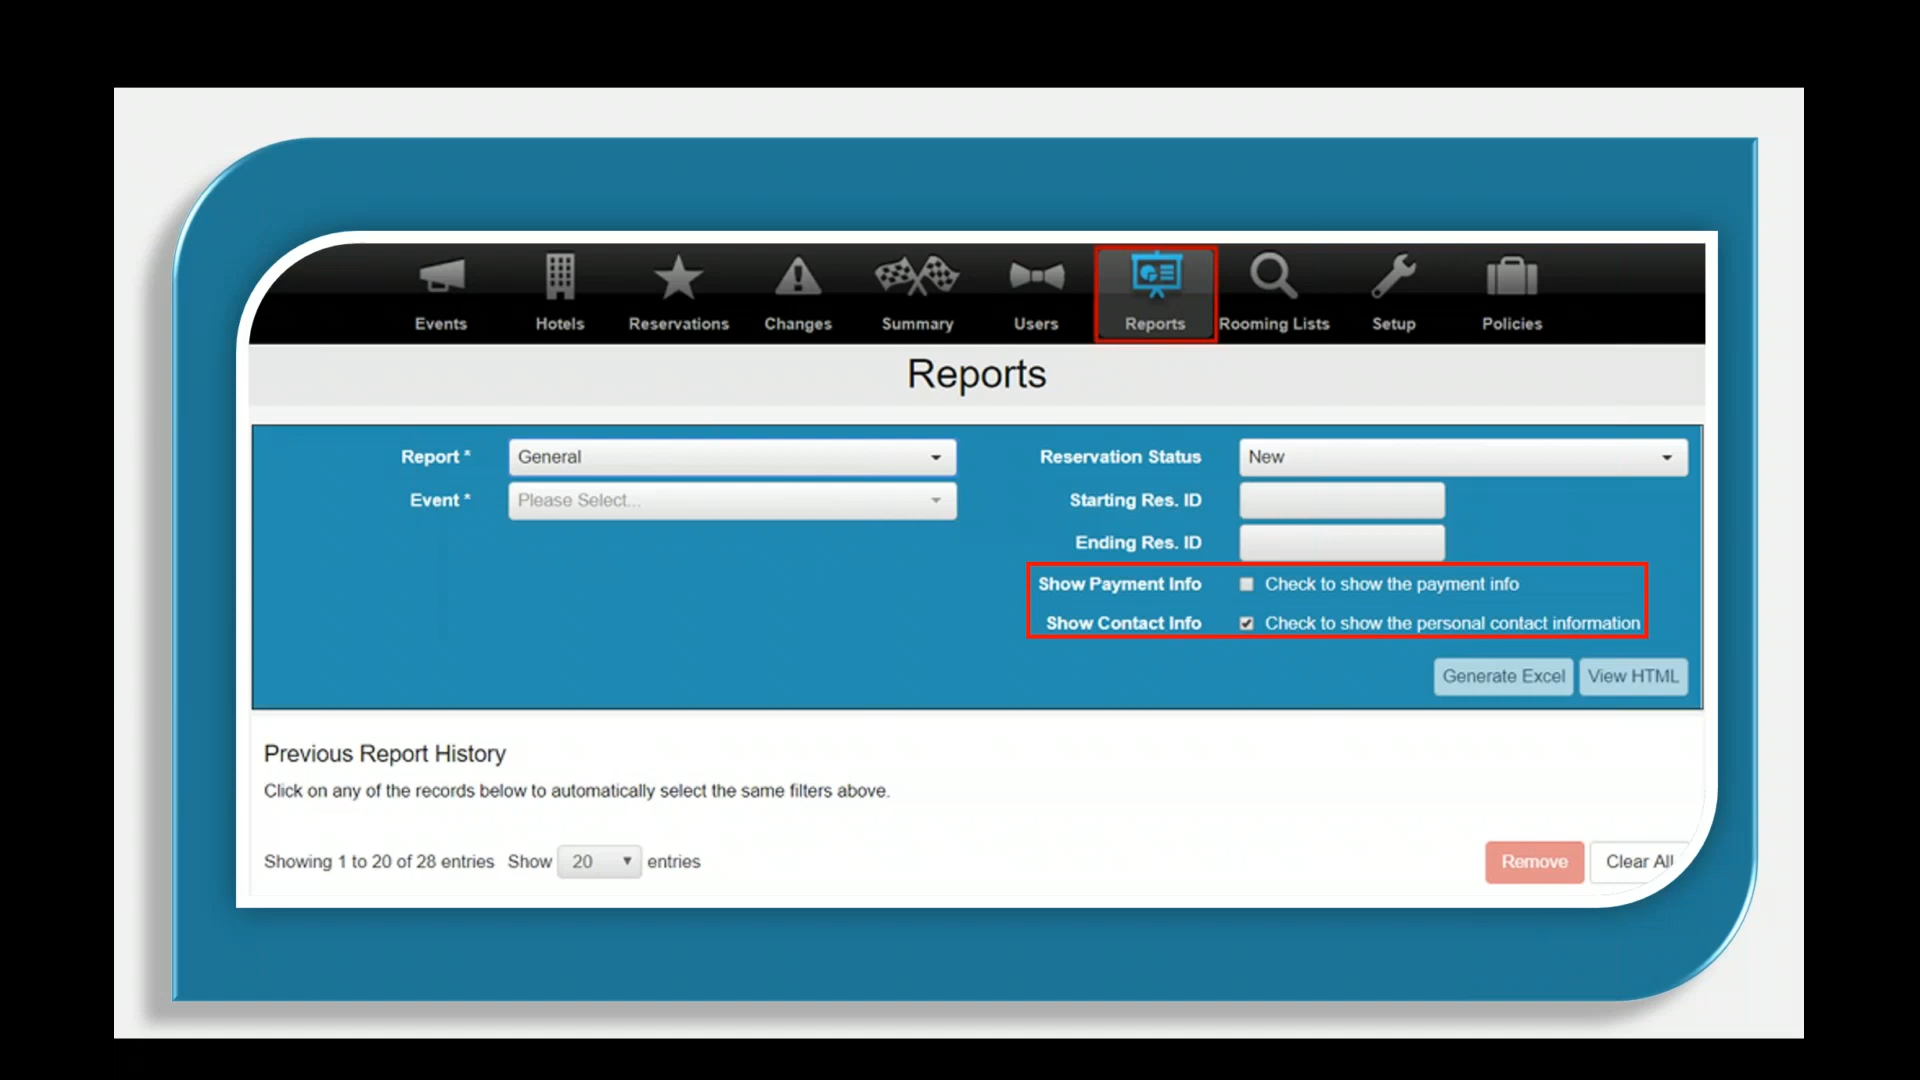 Events Hotels Reservations Changes Summary Users Reports Rooming Lists Setup Policies
Reports
Report * General Reservation Status New
Event * Please Select... Starting Res. ID
Ending Res. ID
Show Payment Info Check to show the payment info
Show Contact Info Check to show the personal contact information
Generate Excel View HTML
Previous Report History
Click on any of the records below to automatically select the same filters above.
Showing 1 to 20 of 28 entries Show 20 entries Remove Clear All